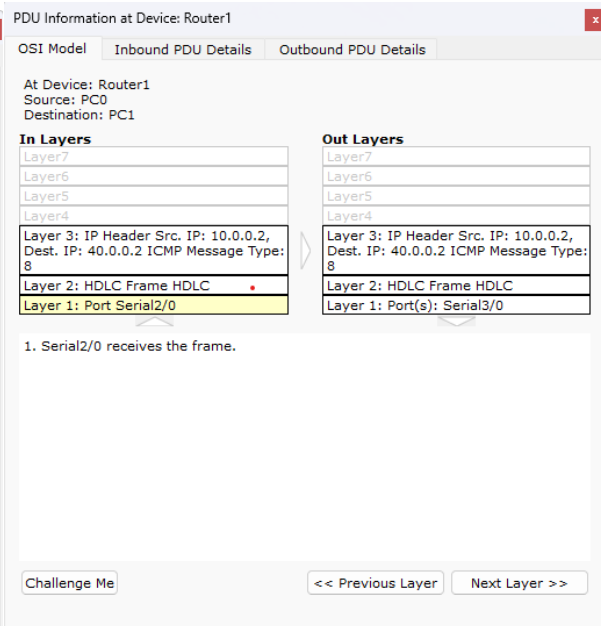 PDU Information at Device: Router1
x
OSI Model Inbound PDU Details Outbound PDU Details
At Device: Router1
Source: PC0
Destination: PC1
In Layers
Layer7
Layer6
Layer5
Layer4
Layer 3: IP Header Src. IP: 10.0.0.2,
Dest. IP: 40.0.0.2 ICMP Message Type:
8
Layer 2: HDLC Frame HDLC
Layer 1: Port Serial2/0
Out Layers
Layer7
Layer6
Layer5
Layer4
Layer 3: IP Header Src. IP: 10.0.0.2,
Dest. IP: 40.0.0.2 ICMP Message Type:
8
Layer 2: HDLC Frame HDLC
Layer 1: Port(s): Serial3/0
1. Serial2/0 receives the frame.
Challenge Me << Previous Layer Next Layer >>